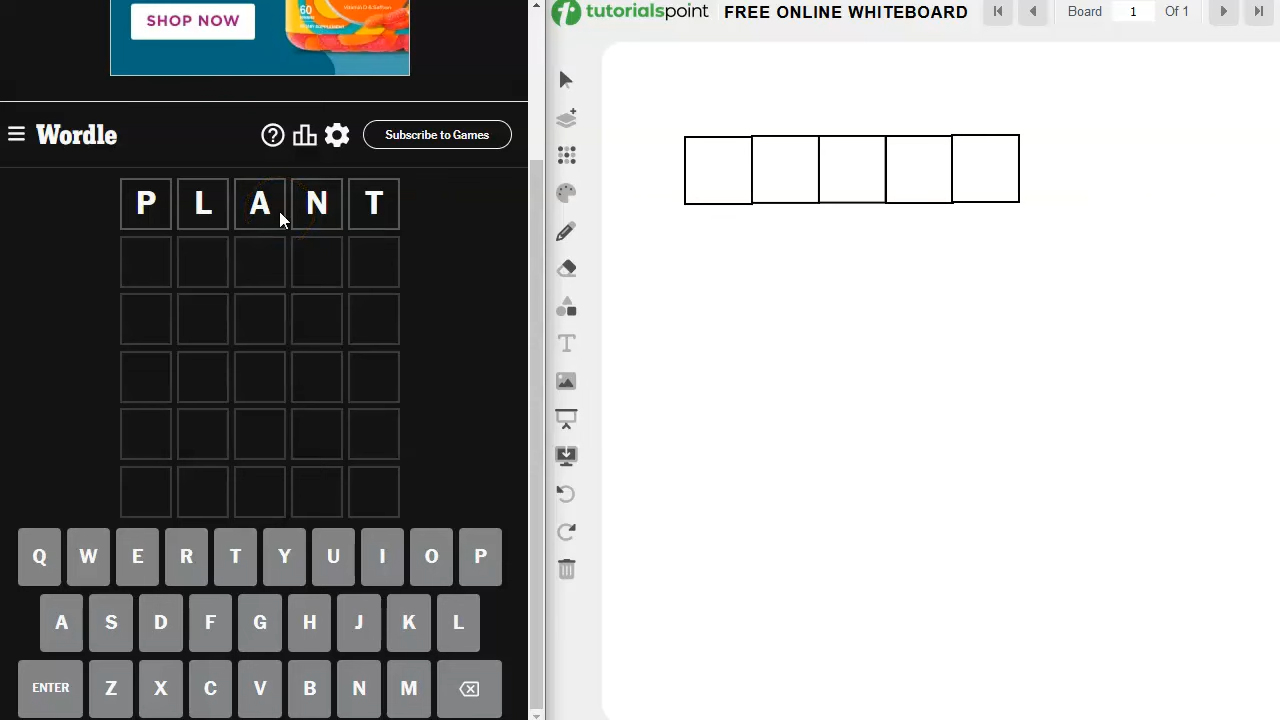 SHOP NOW
60
tutorialspoint FREE ONLINE WHITEBOARD Board 1 Of 1
Wordle ? Subscribe to Games
P L A N T
T
Q W E R T Y U I O P
A S D F G H J K L
ENTER Z X C V B N M